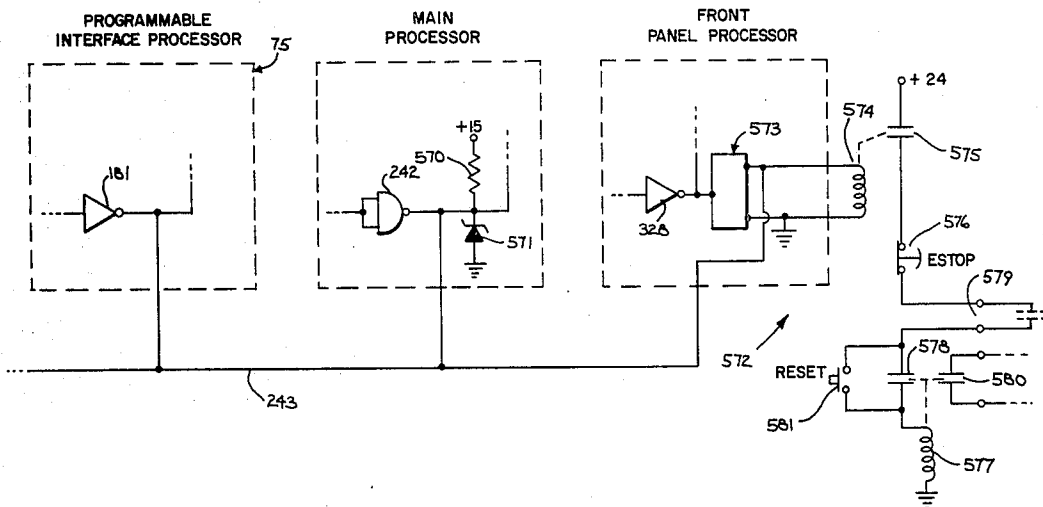 PROGRAMMABLE
INTERFACE PROCESSOR
75
MAIN
PROCESSOR
FRONT
PANEL PROCESSOR
181
+15
570
242
571
573
328
574
+ 24
575
576
ESTOP
579
572
578
580
RESET
581
577
243